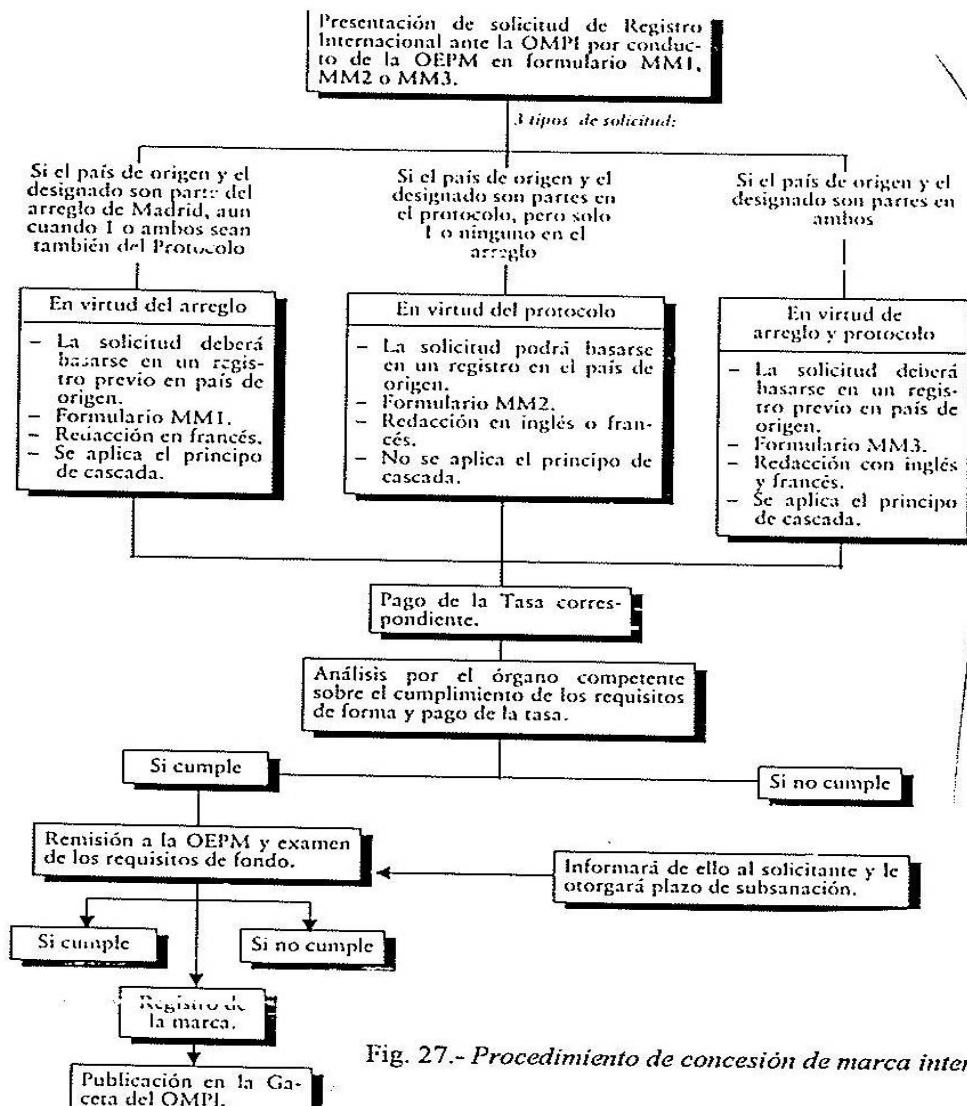 Presentación de solicitud de Registro
Internacional ante la OMPI por conduc-
to de la OEPM en formulario MM1,
MM2 o MM3.
3 tipos de solicitud:
Si el país de origen y el
designado son parte del
arreglo de Madrid, aun
cuando 1 o ambos sean
también del Protocolo
Si el país de origen y el
designado son partes en
el protocolo, pero solo
1 o ninguno en el
arreglo
Si el país de origen y el
designado son partes en
ambos
En virtud del arreglo
- La solicitud deberá
basarse en un regis-
tro previo en país de
origen.
- Formulario MM1.
- Redacción en francés.
- Se aplica el principo
de cascada.
En virtud del protocolo
- La solicitud podrá basarse
en un registro en el país de
origen.
- Formulario MM2.
- Redacción en inglés o fran-
cés.
- No se aplica el principo de
cascada.
En virtud de
arreglo y protocolo
- La solicitud deberá
basarse en un regis-
tro previo en país de
origen.
- Formulario MM3.
- Redacción con inglés
y francés.
- Se aplica el principo
de cascada.
Pago de la Tasa corres-
pondiente.
Análisis por el órgano competente
sobre el cumplimiento de los requisitos
de forma y pago de la tasa.
Si cumple
Si no cumple
Remisión a la OEPM y examen
de los requisitos de fondo.
Informará de ello al solicitante y le
otorgará plazo de subsanación.
Si cumple
Si no cumple
Registro de
la marca.
Publicación en la Ga-
ceta del OMPI.
Fig. 27.- Procedimiento de concesión de marca inter